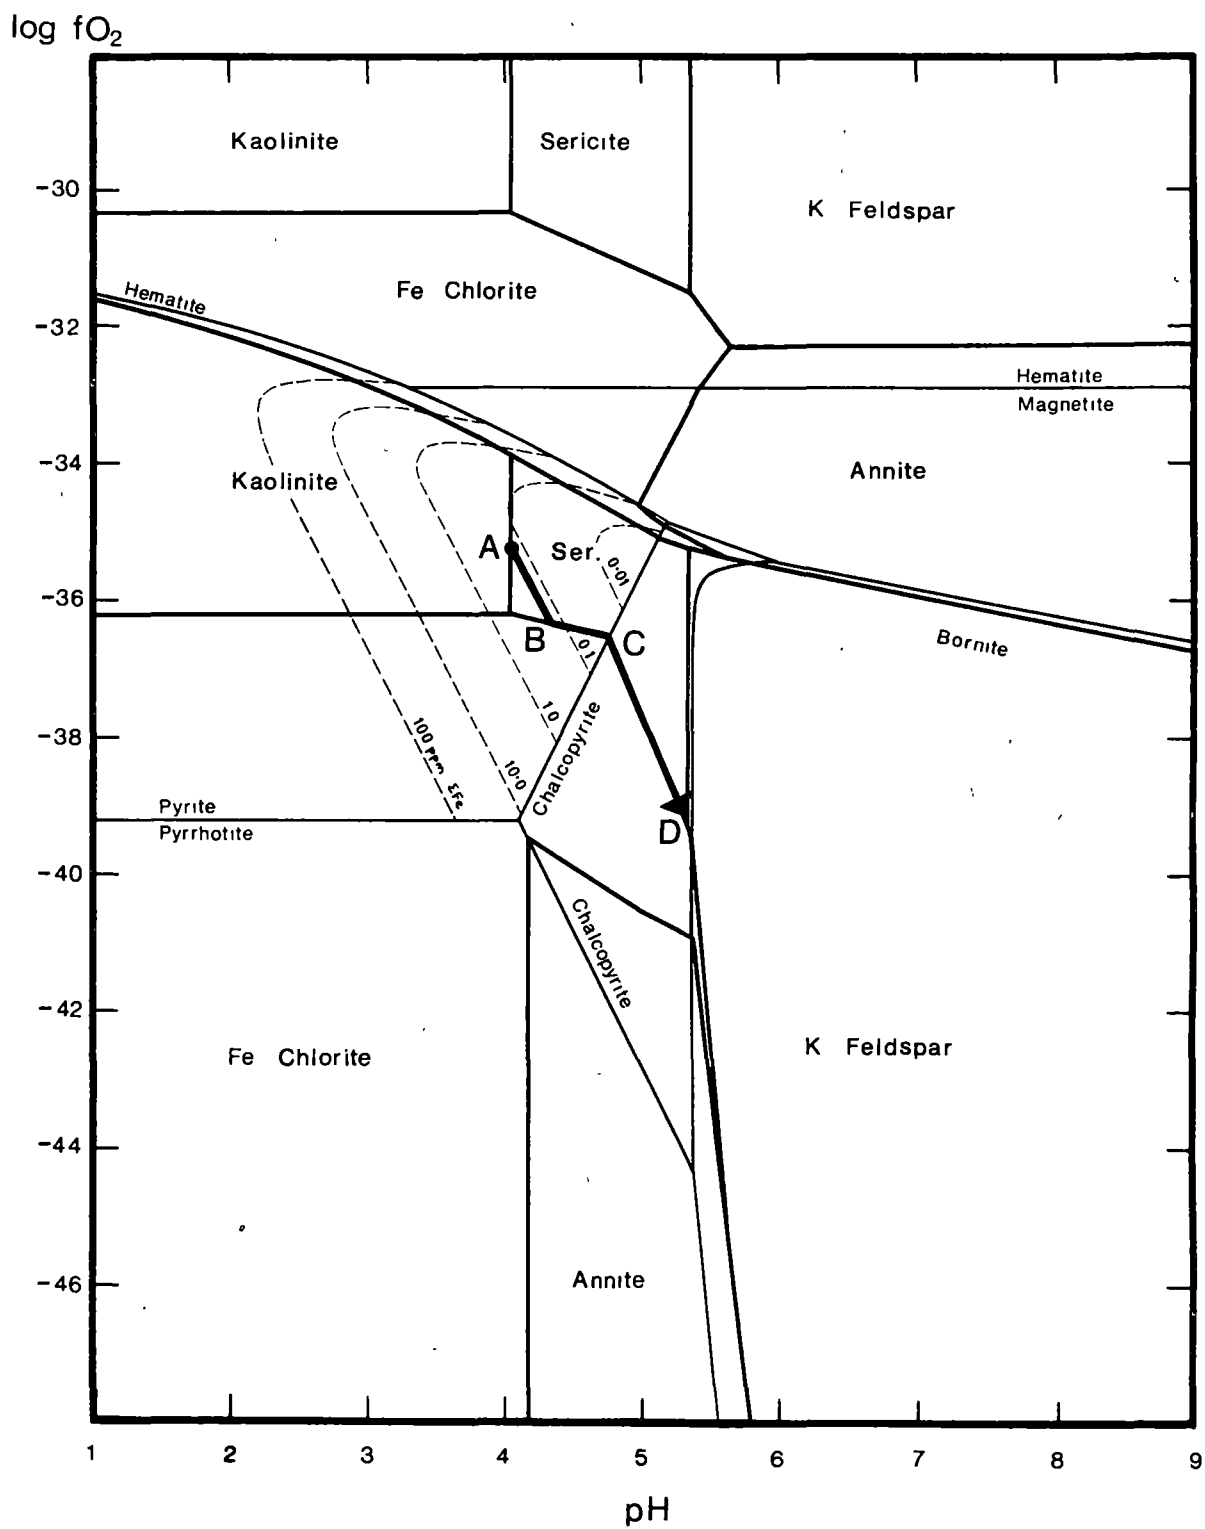 log fO₂
Kaolinite
Sericite
-30
K Feldspar
Hematite
Fe Chlorite
-32
Hematite
Magnetite
-34
Kaolinite
Annite
A
Ser.
0·01
-36
B
C
0·1
Bornite
1·0
-38
100 ppm ΣFe
10·0
Chalcopyrite
Pyrite
Pyrrhotite
D
-40
Chalcopyrite
-42
Fe Chlorite
K Feldspar
-44
-46
Annite
1 2 3 4 5 6 7 8 9
pH